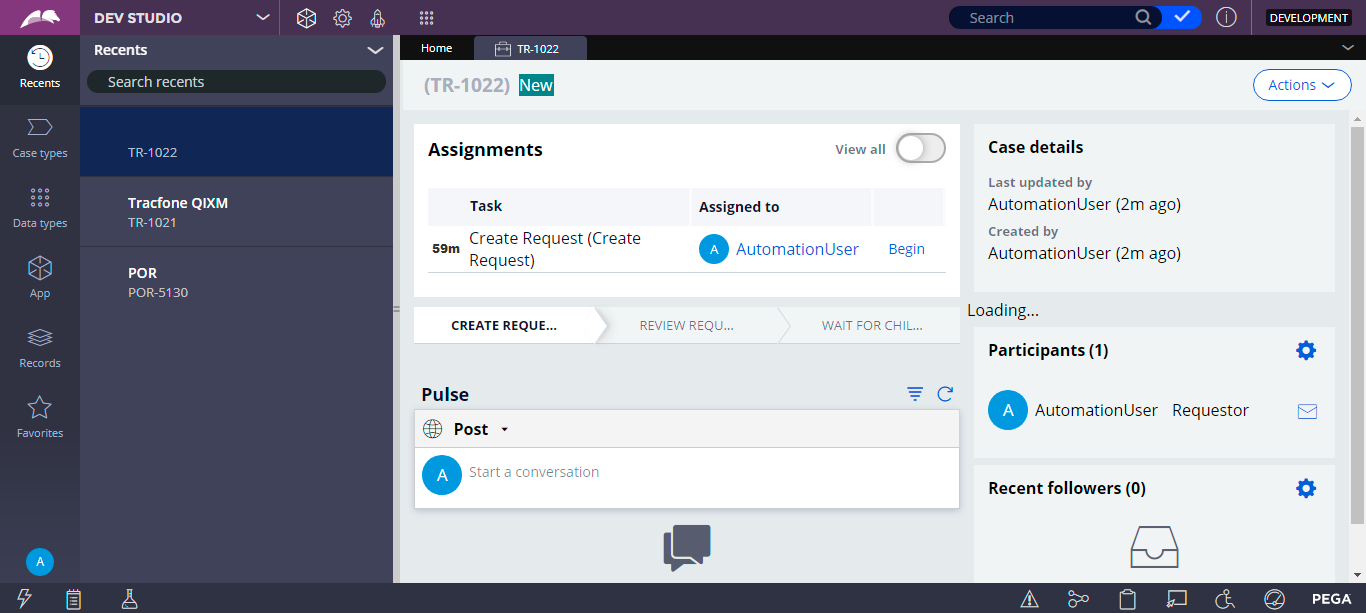 DEV STUDIO
Search
DEVELOPMENT
Recents
Case types
Data types
App
Records
Favorites
A
Recents
Search recents
TR-1022
Tracfone QIXM
TR-1021
POR
POR-5130
Home
TR-1022
(TR-1022) New
Actions
Assignments
View all
Task
Assigned to
59m
Create Request (Create
Request)
A
AutomationUser
Begin
CREATE REQUE...
REVIEW REQU...
WAIT FOR CHIL...
Pulse
Post
A
Start a conversation
Case details
Last updated by
AutomationUser (2m ago)
Created by
AutomationUser (2m ago)
Loading...
Participants (1)
A
AutomationUser
Requestor
Recent followers (0)
PEGA